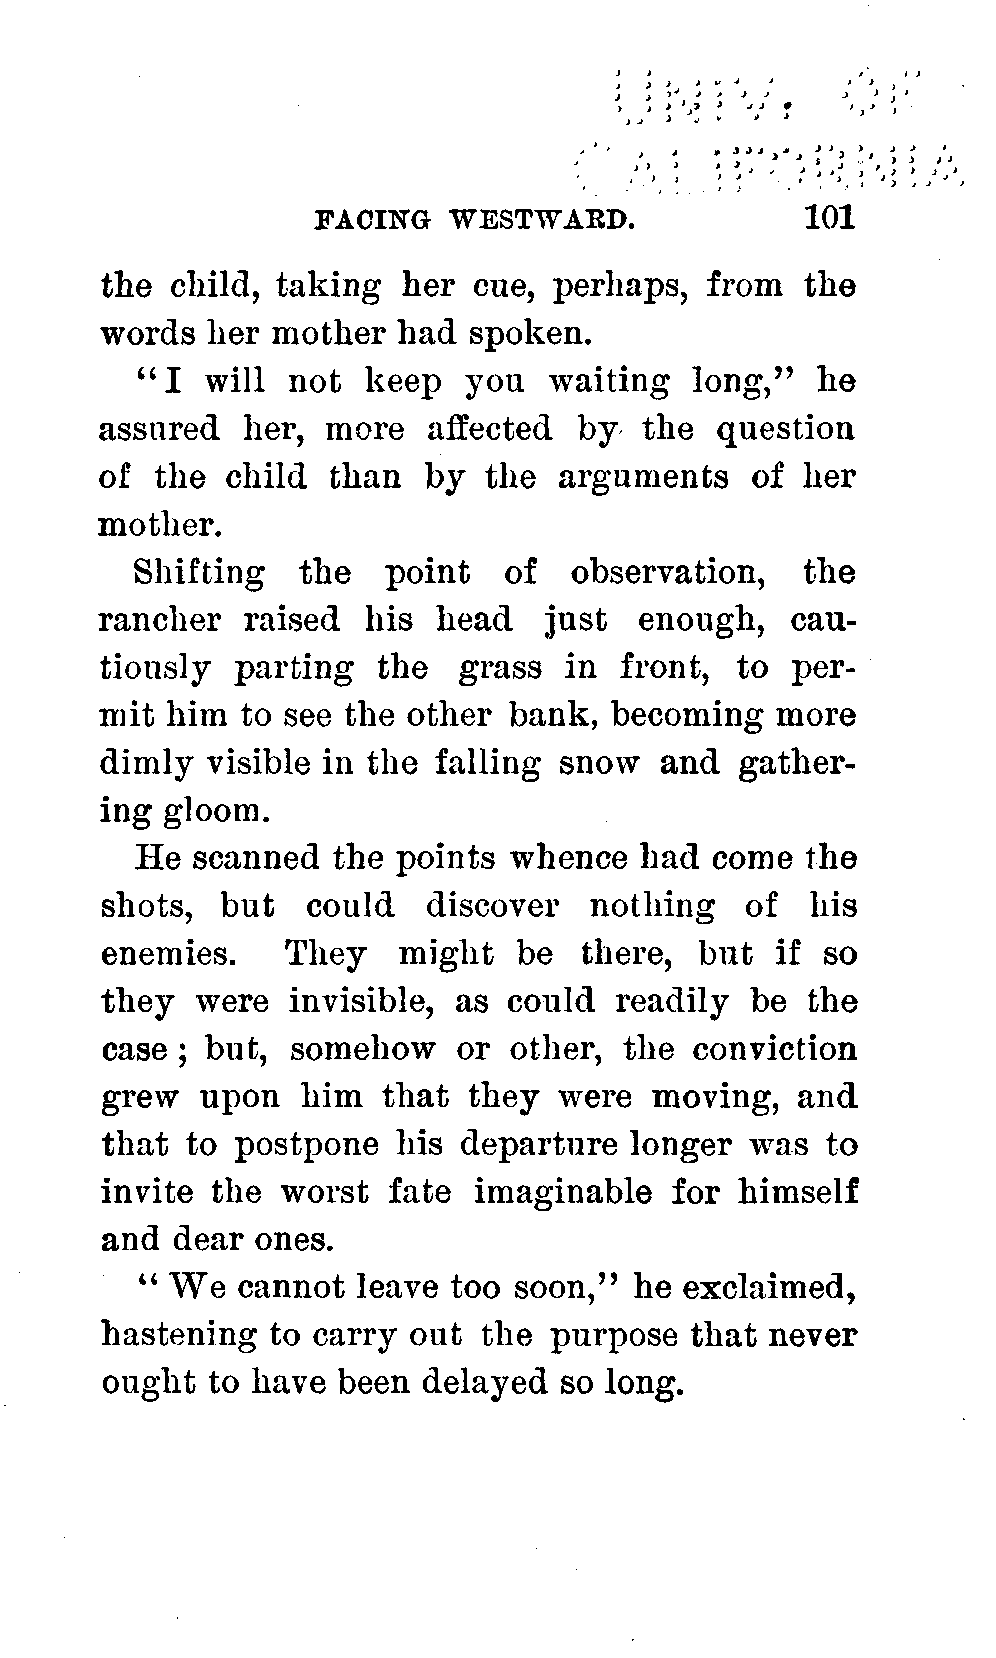 UNIV. OF
CALIFORNIA
FACING WESTWARD. 101
the child, taking her cue, perhaps, from the
words her mother had spoken.
“I will not keep you waiting long,” he
assured her, more affected by the question
of the child than by the arguments of her
mother.
Shifting the point of observation, the
rancher raised his head just enough, cau-
tiously parting the grass in front, to per-
mit him to see the other bank, becoming more
dimly visible in the falling snow and gather-
ing gloom.
He scanned the points whence had come the
shots, but could discover nothing of his
enemies. They might be there, but if so
they were invisible, as could readily be the
case; but, somehow or other, the conviction
grew upon him that they were moving, and
that to postpone his departure longer was to
invite the worst fate imaginable for himself
and dear ones.
“We cannot leave too soon,” he exclaimed,
hastening to carry out the purpose that never
ought to have been delayed so long.